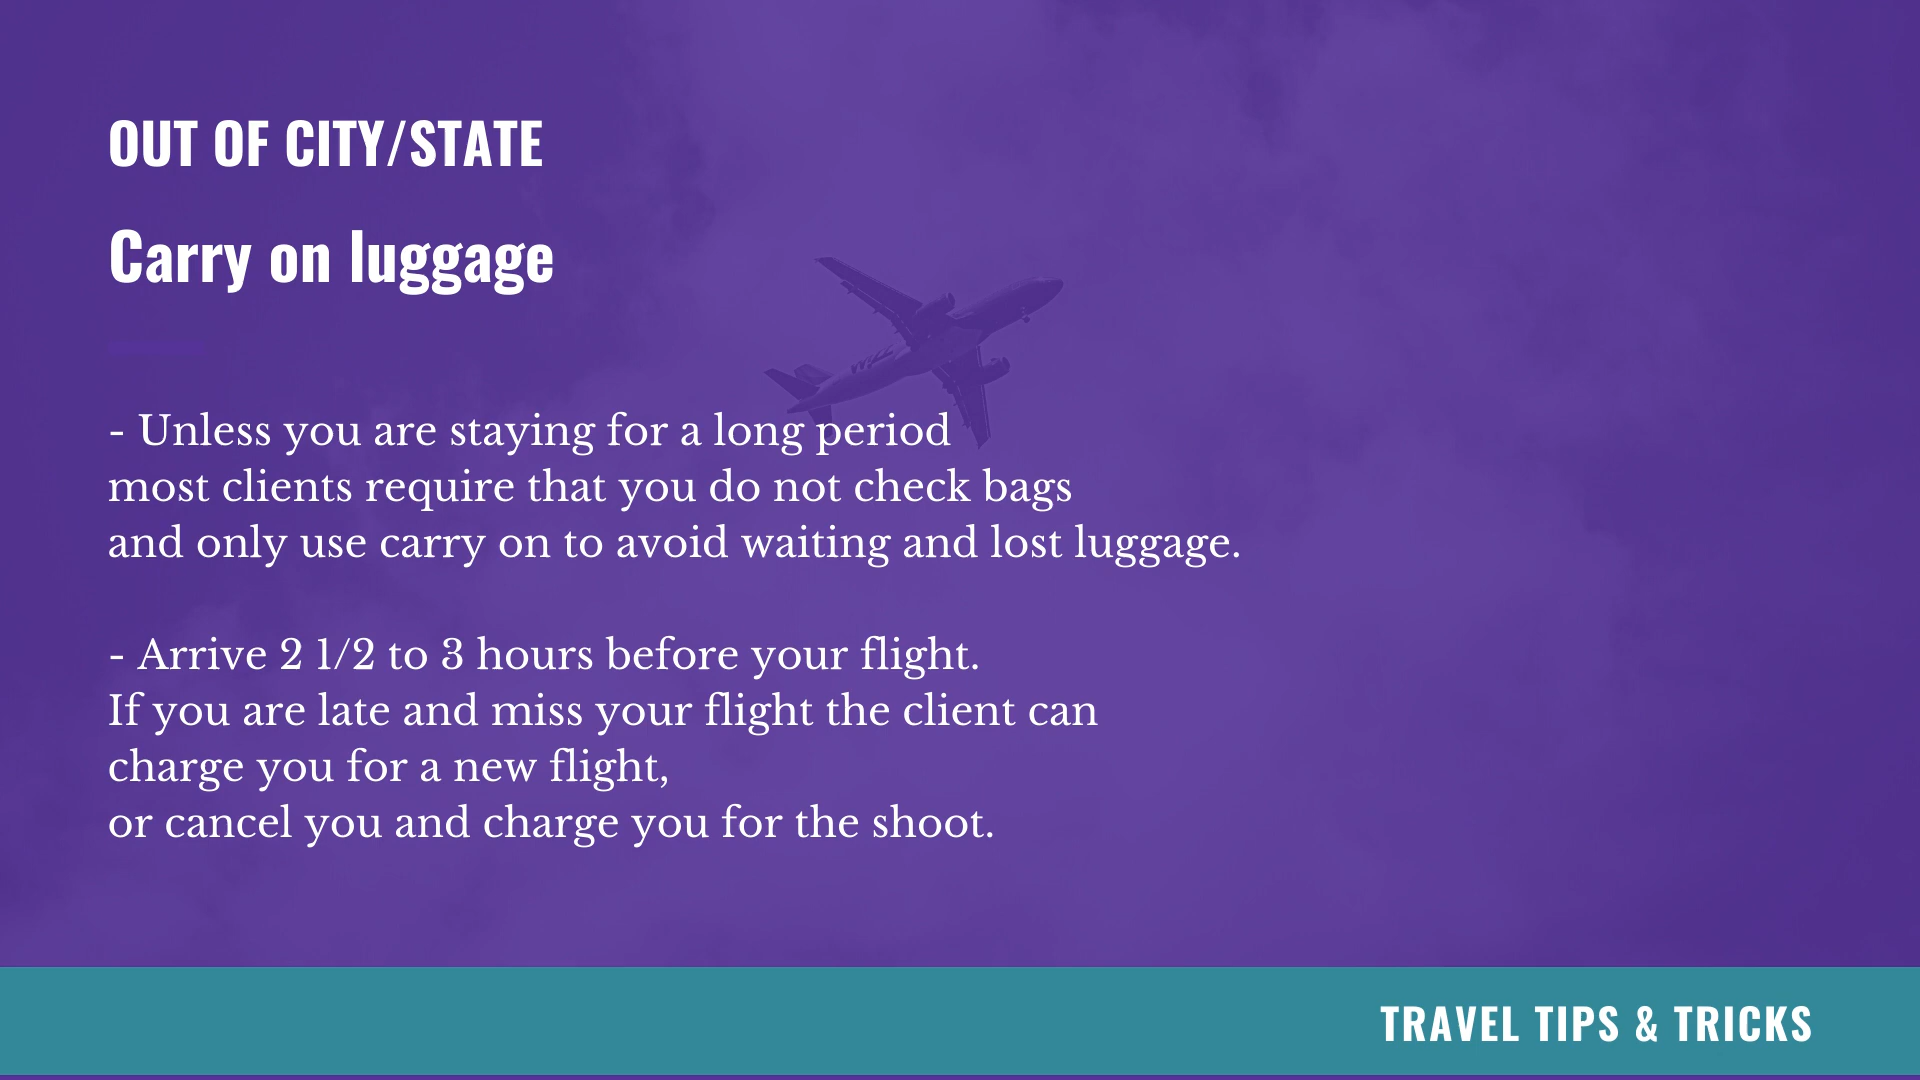 OUT OF CITY/STATE
Carry on luggage
- Unless you are staying for a long period
most clients require that you do not check bags
and only use carry on to avoid waiting and lost luggage.
- Arrive 2 1/2 to 3 hours before your flight.
If you are late and miss your flight the client can
charge you for a new flight,
or cancel you and charge you for the shoot.
TRAVEL TIPS & TRICKS